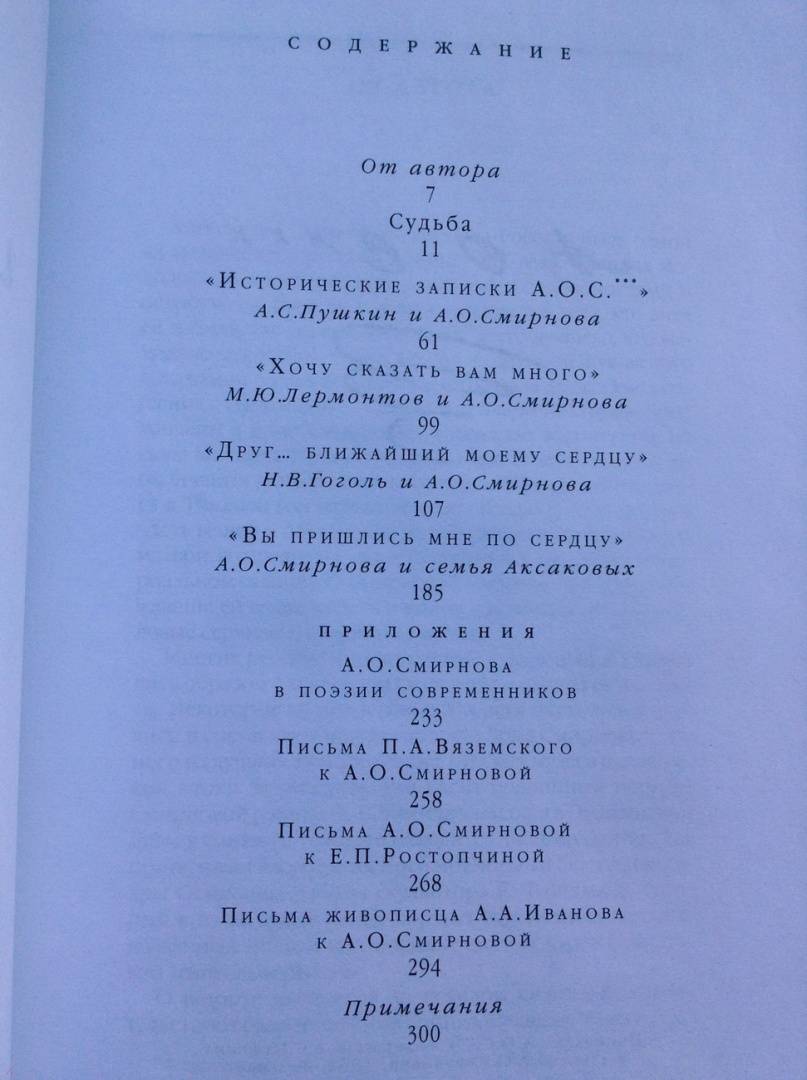 СОДЕРЖАНИЕ
От автора
7
Судьба
11
«Исторические записки А.О.С.***»
А.С.Пушкин и А.О.Смирнова
61
«Хочу сказать вам много»
М.Ю.Лермонтов и А.О.Смирнова
99
«Друг... ближайший моему сердцу»
Н.В.Гоголь и А.О.Смирнова
107
«Вы пришлись мне по сердцу»
А.О.Смирнова и семья Аксаковых
185
ПРИЛОЖЕНИЯ
А.О.Смирнова
в поэзии современников
233
Письма П.А.Вяземского
к А.О.Смирновой
258
Письма А.О.Смирновой
к Е.П.Ростопчиной
268
Письма живописца А.А.Иванова
к А.О.Смирновой
294
Примечания
300